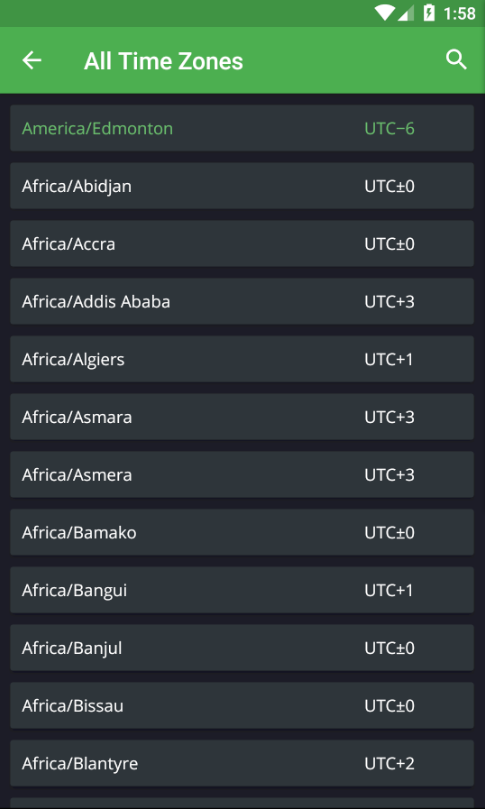 1:58
All Time Zones
America/Edmonton UTC−6
Africa/Abidjan UTC±0
Africa/Accra UTC±0
Africa/Addis Ababa UTC+3
Africa/Algiers UTC+1
Africa/Asmara UTC+3
Africa/Asmera UTC+3
Africa/Bamako UTC±0
Africa/Bangui UTC+1
Africa/Banjul UTC±0
Africa/Bissau UTC±0
Africa/Blantyre UTC+2